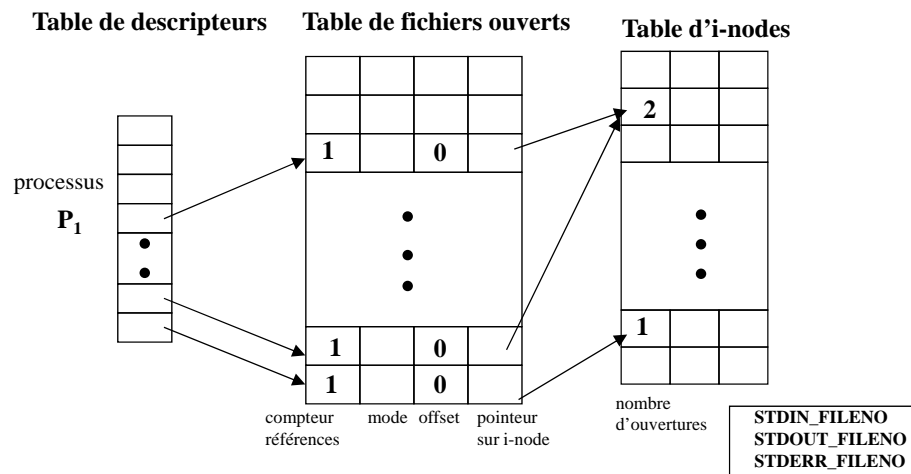 Table de descripteurs
Table de fichiers ouverts
Table d’i-nodes
2
1 0
processus
P1
1 0
1
1 0
compteur références
mode
offset
pointeur sur i-node
nombre d’ouvertures
STDIN_FILENO
STDOUT_FILENO
STDERR_FILENO